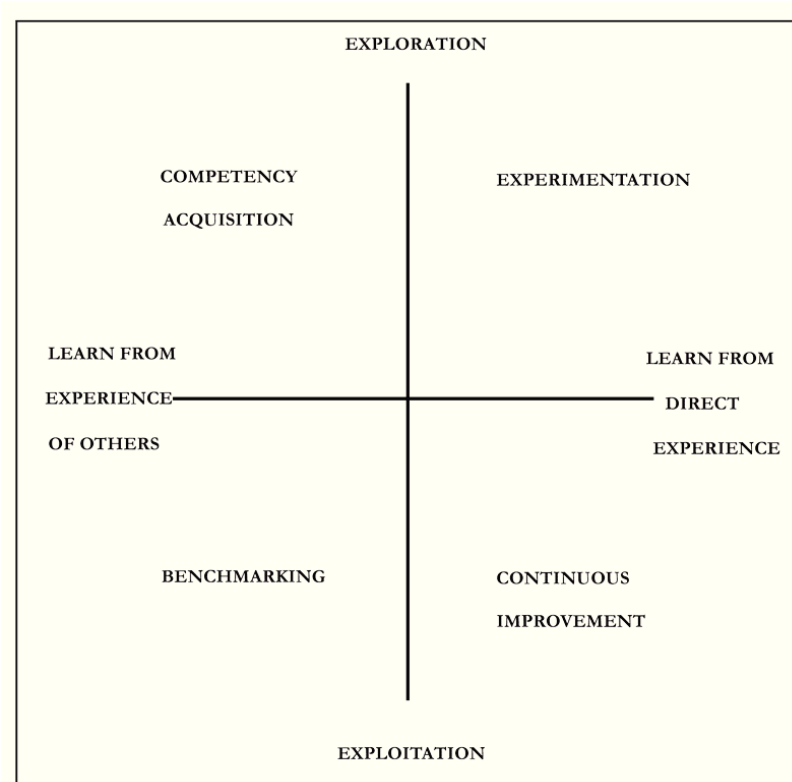 EXPLORATION
COMPETENCY
ACQUISITION
EXPERIMENTATION
LEARN FROM
EXPERIENCE
OF OTHERS
LEARN FROM
DIRECT
EXPERIENCE
BENCHMARKING
CONTINUOUS
IMPROVEMENT
EXPLOITATION